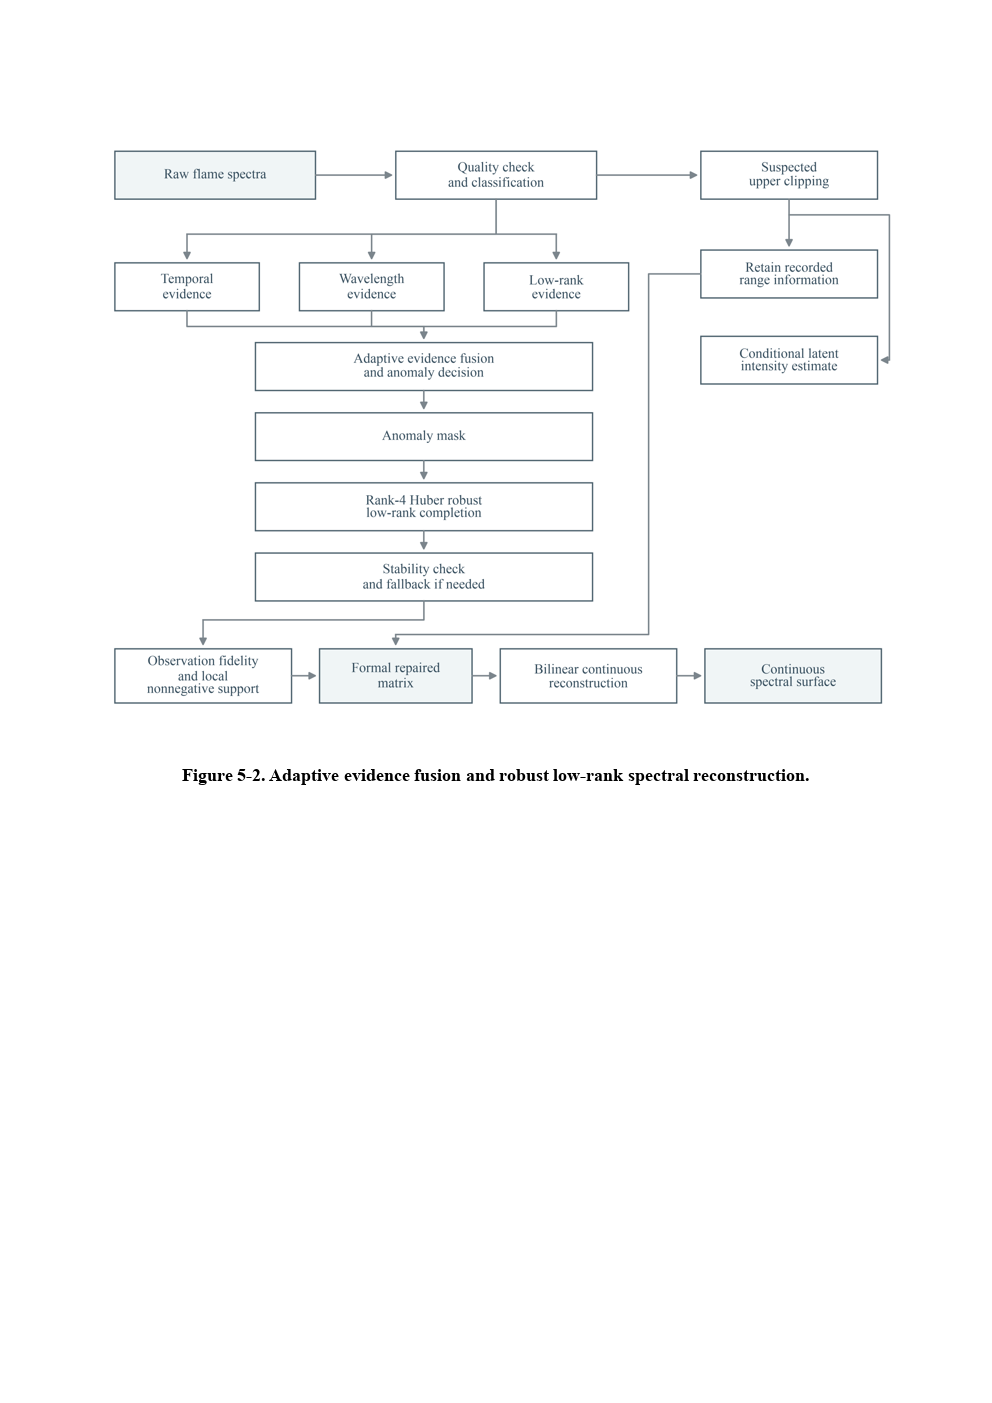 Raw flame spectra
Quality check
and classification
Suspected
upper clipping
Temporal
evidence
Wavelength
evidence
Low-rank
evidence
Retain recorded
range information
Adaptive evidence fusion
and anomaly decision
Conditional latent
intensity estimate
Anomaly mask
Rank-4 Huber robust
low-rank completion
Stability check
and fallback if needed
Observation fidelity
and local
nonnegative support
Formal repaired
matrix
Bilinear continuous
reconstruction
Continuous
spectral surface
Figure 5-2. Adaptive evidence fusion and robust low-rank spectral reconstruction.